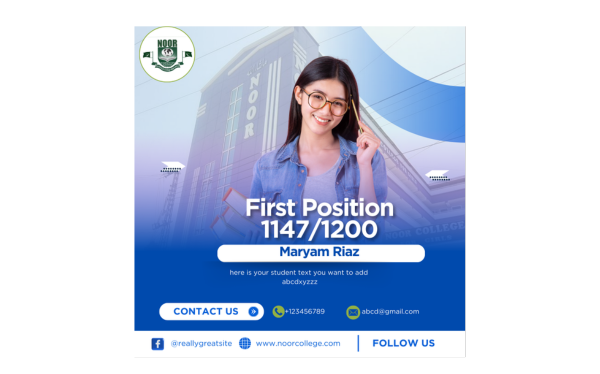 NOOR
NOOR
COLLEGE
First Position
1147/1200
Maryam Riaz
here is your student text you want to add
abcdxyzzz
CONTACT US
+123456789
abcd@gmail.com
@reallygreatsite
www.noorcollege.com
FOLLOW US